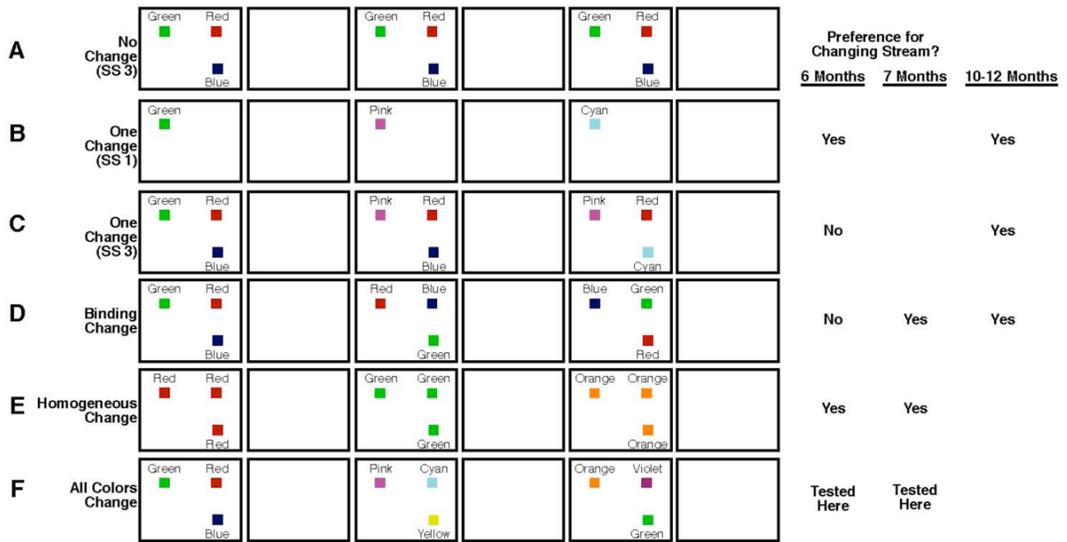 Green Red Green Red Green Red
A No
Change
(SS 3)
Blue Blue Blue
Preference for
Changing Stream?
6 Months 7 Months 10-12 Months
Green Pink Cyan
B One
Change
(SS 1)
Yes Yes
Green Red Pink Red Pink Red
C One
Change
(SS 3)
No Yes
Blue Blue Cyan
Green Red Red Blue Blue Green
D Binding
Change
No Yes Yes
Blue Green Red
Red Red Green Green Orange Orange
E Homogeneous
Change
Yes Yes
Red Green Orange
Green Red Pink Cyan Orange Violet
F All Colors
Change
Tested
Here
Tested
Here
Blue Yellow Green